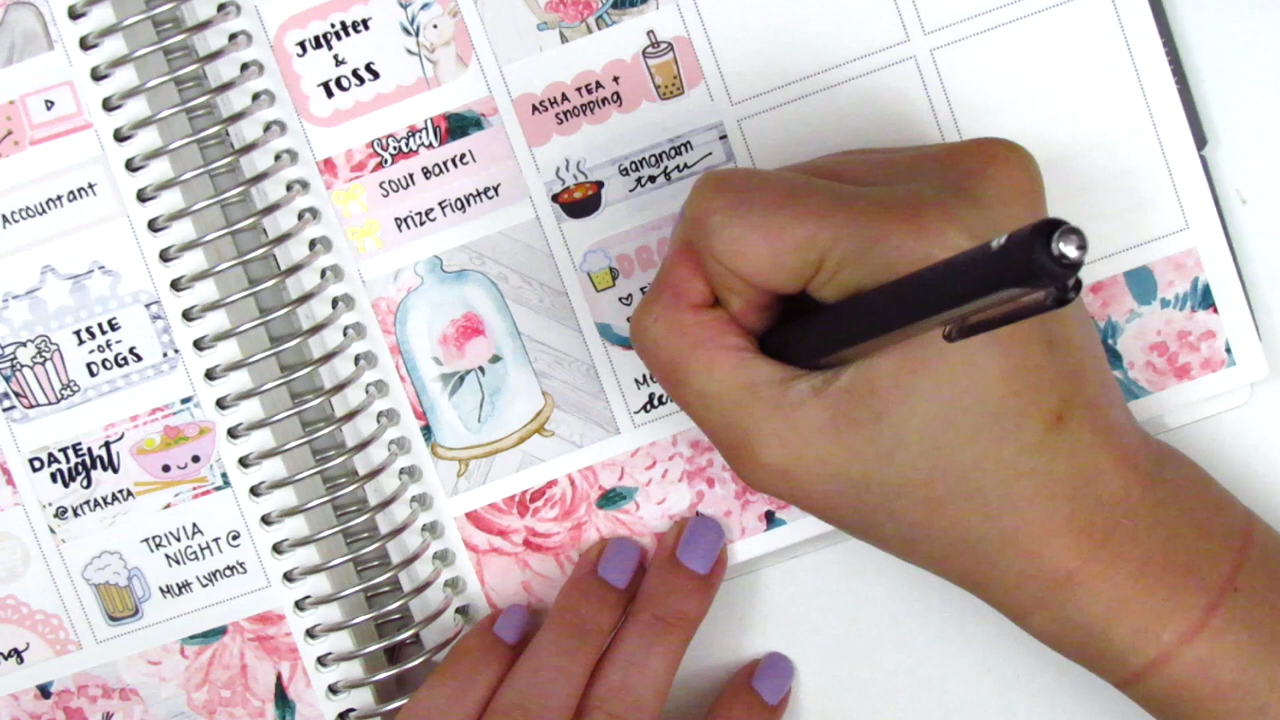 Accountant
ISLE
-OF-
DOGS
DATE
night
@KITAKATA
TRIVIA
NIGHT @
Mutt Lynch's
Jupiter
&
TOSS
Social
Sour Barrel
Prize Fighter
ASHA TEA +
shopping
Gangnam
tofu